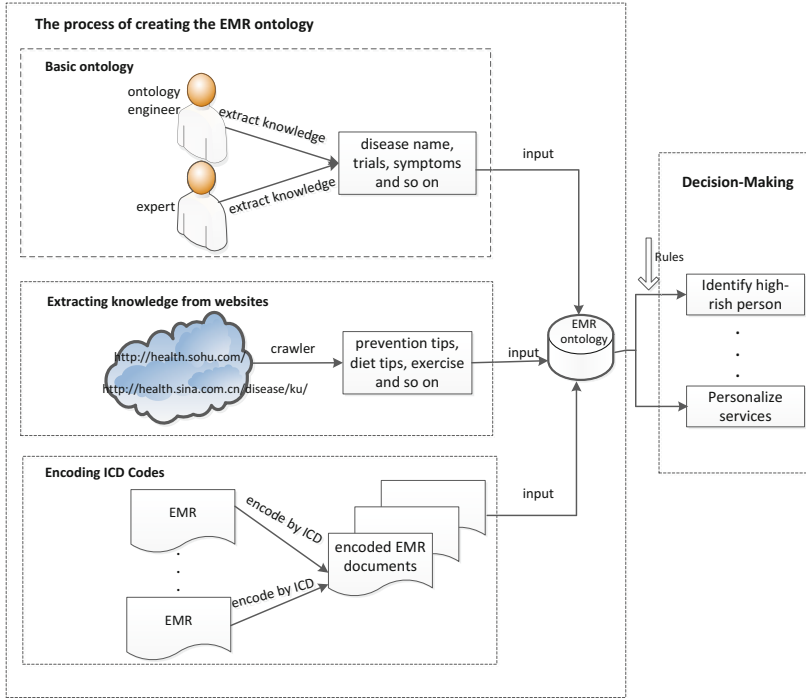 The process of creating the EMR ontology
Basic ontology
ontology
engineer
extract knowledge
expert
extract knowledge
disease name,
trials, symptoms
and so on
input
Extracting knowledge from websites
http://health.sohu.com/
http://health.sina.com.cn/disease/ku/
crawler
prevention tips,
diet tips, exercise
and so on
input
EMR
ontology
Encoding ICD Codes
EMR
encode by ICD
EMR
encode by ICD
encoded EMR
documents
input
Decision-Making
Rules
Identify high-
rish person
Personalize
services